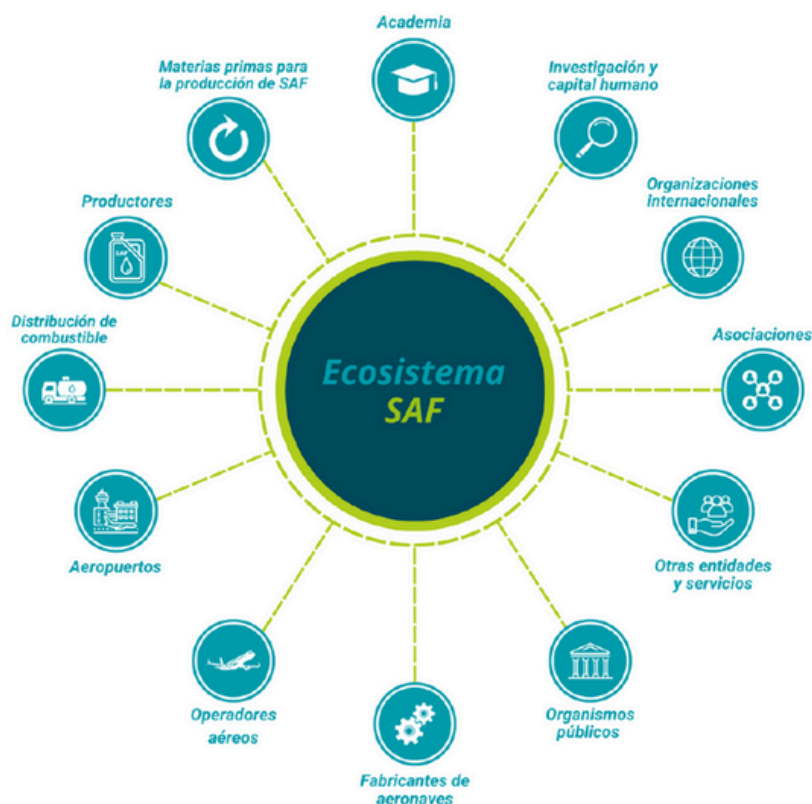 Academia
Investigación y
capital humano
Organizaciones
internacionales
Asociaciones
Otras entidades
y servicios
Organismos
públicos
Fabricantes de
aeronaves
Operadores
aéreos
Aeropuertos
Distribución de
combustible
Productores
SAF
Materias primas para
la producción de SAF
Ecosistema
SAF